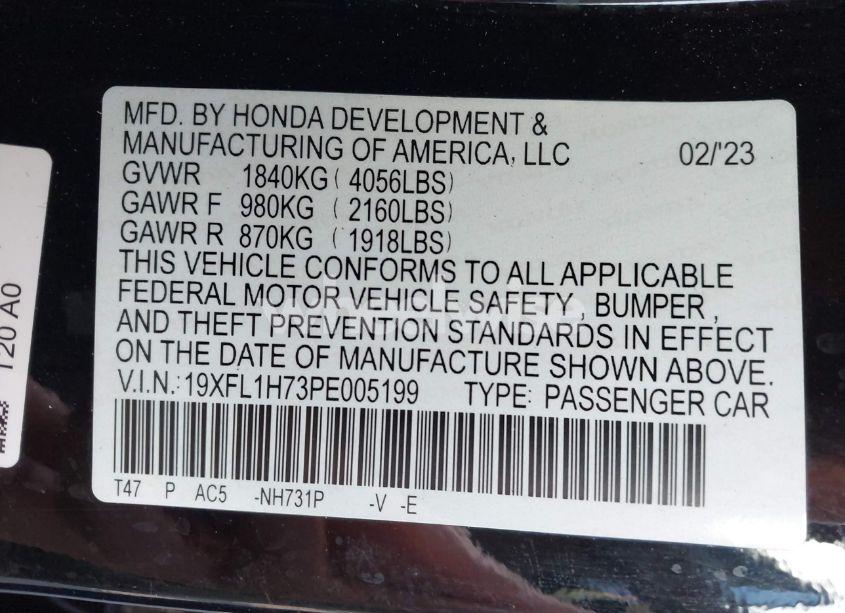 MFD. BY HONDA DEVELOPMENT &
MANUFACTURING OF AMERICA, LLC 02/'23
GVWR 1840KG ( 4056LBS)
GAWR F 980KG ( 2160LBS)
GAWR R 870KG ( 1918LBS)
THIS VEHICLE CONFORMS TO ALL APPLICABLE
FEDERAL MOTOR VEHICLE SAFETY , BUMPER ,
AND THEFT PREVENTION STANDARDS IN EFFECT
ON THE DATE OF MANUFACTURE SHOWN ABOVE.
V.I.N.: 19XFL1H73PE005199 TYPE: PASSENGER CAR
T47 P AC5 -NH731P -V -E
120 A0